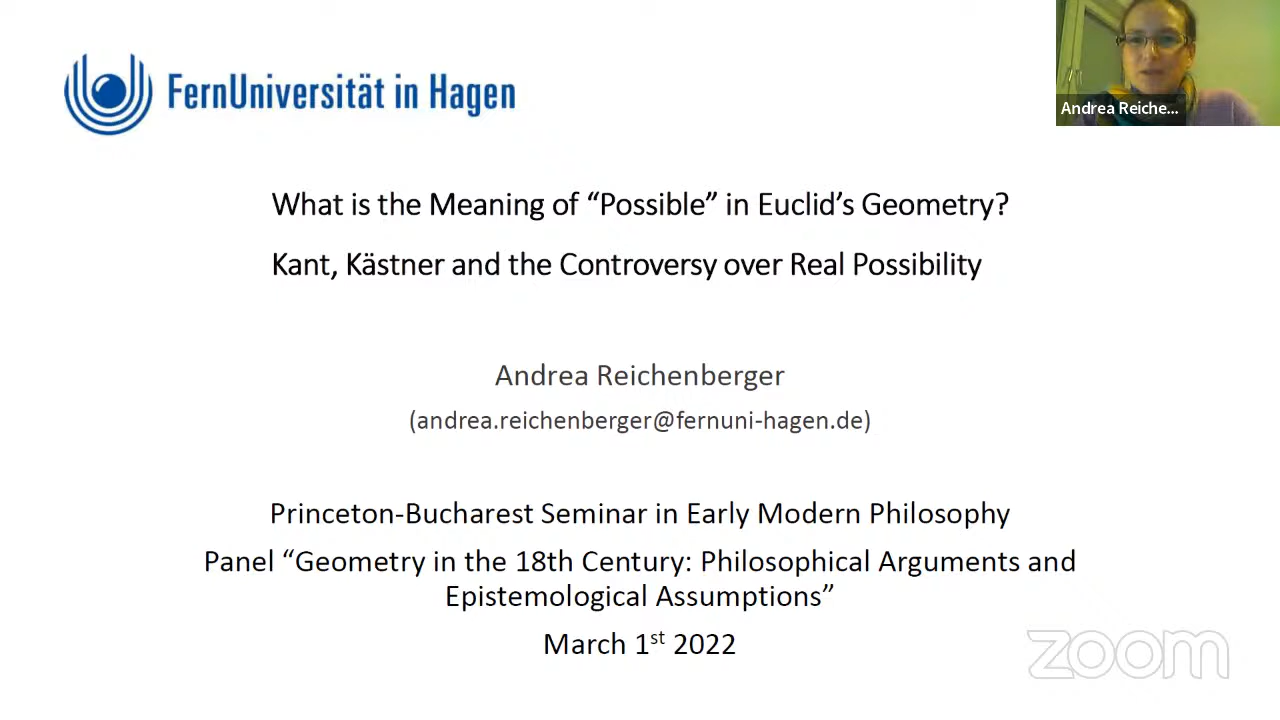 FernUniversität in Hagen
Andrea Reiche...
What is the Meaning of “Possible” in Euclid’s Geometry?
Kant, Kästner and the Controversy over Real Possibility
Andrea Reichenberger
(andrea.reichenberger@fernuni-hagen.de)
Princeton-Bucharest Seminar in Early Modern Philosophy
Panel “Geometry in the 18th Century: Philosophical Arguments and
Epistemological Assumptions”
March 1st 2022
zoom